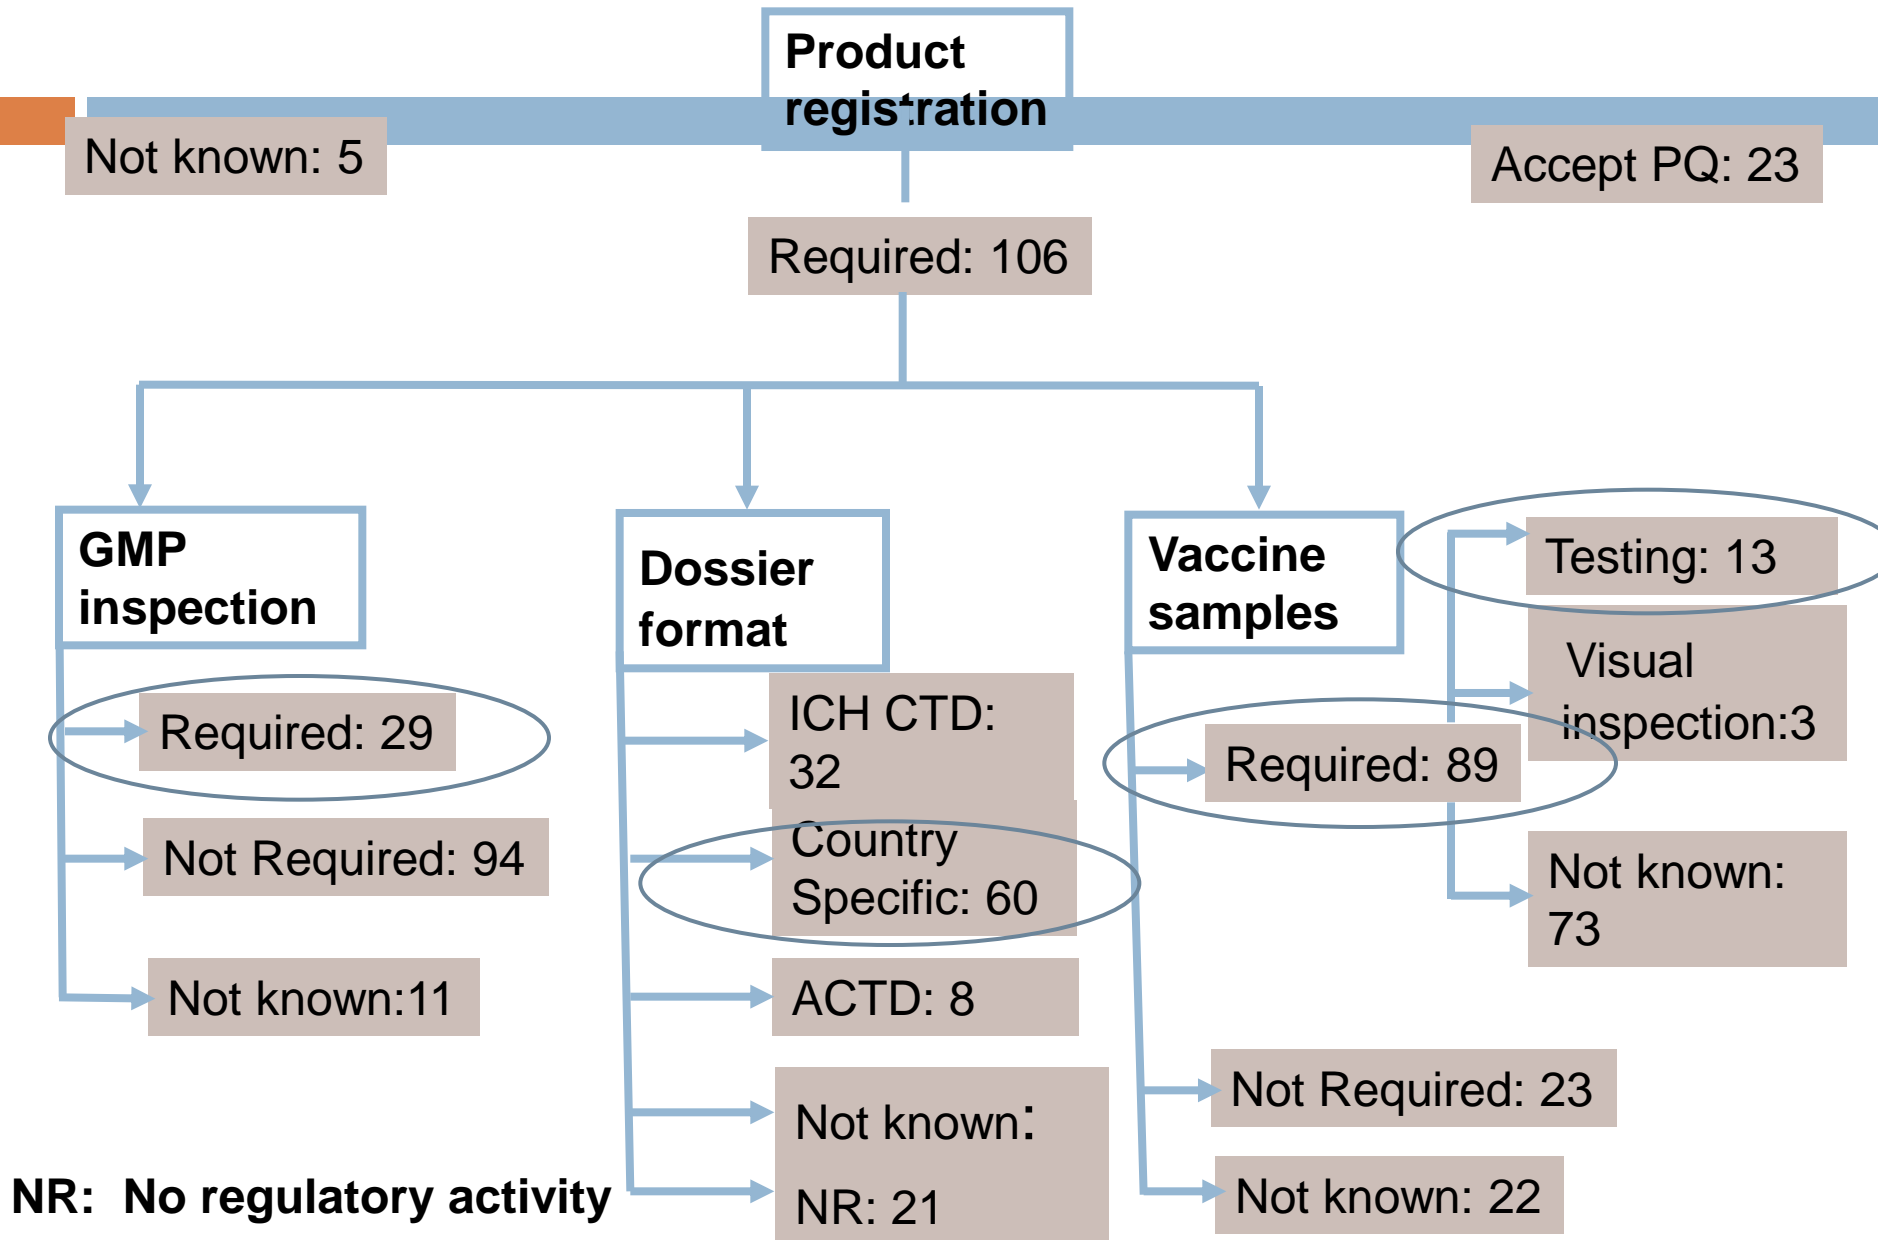 Product
registration
Not known: 5
Accept PQ: 23
Required: 106
GMP
inspection
Required: 29
Not Required: 94
Not known:11
Dossier
format
ICH CTD:
32
Country
Specific: 60
ACTD: 8
Not known:
NR: 21
Vaccine
samples
Required: 89
Testing: 13
Visual
inspection:3
Not known:
73
Not Required: 23
Not known: 22
NR: No regulatory activity